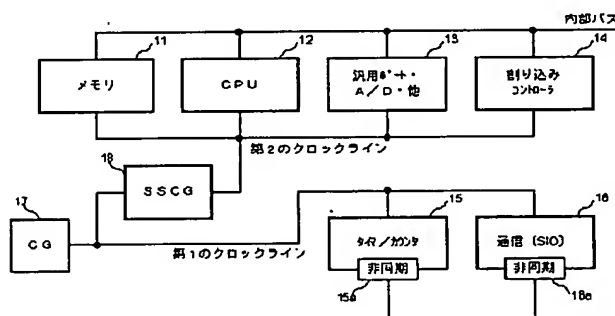 内部バス
11
12
13
14
メモリ
CPU
汎用ポート・
A/D・他
割り込み
コントローラ
第2のクロックライン
18
SSCG
17
CG
第1のクロックライン
15
16
タイマ/カウンタ
通信(SIO)
非同期
非同期
15a
16a